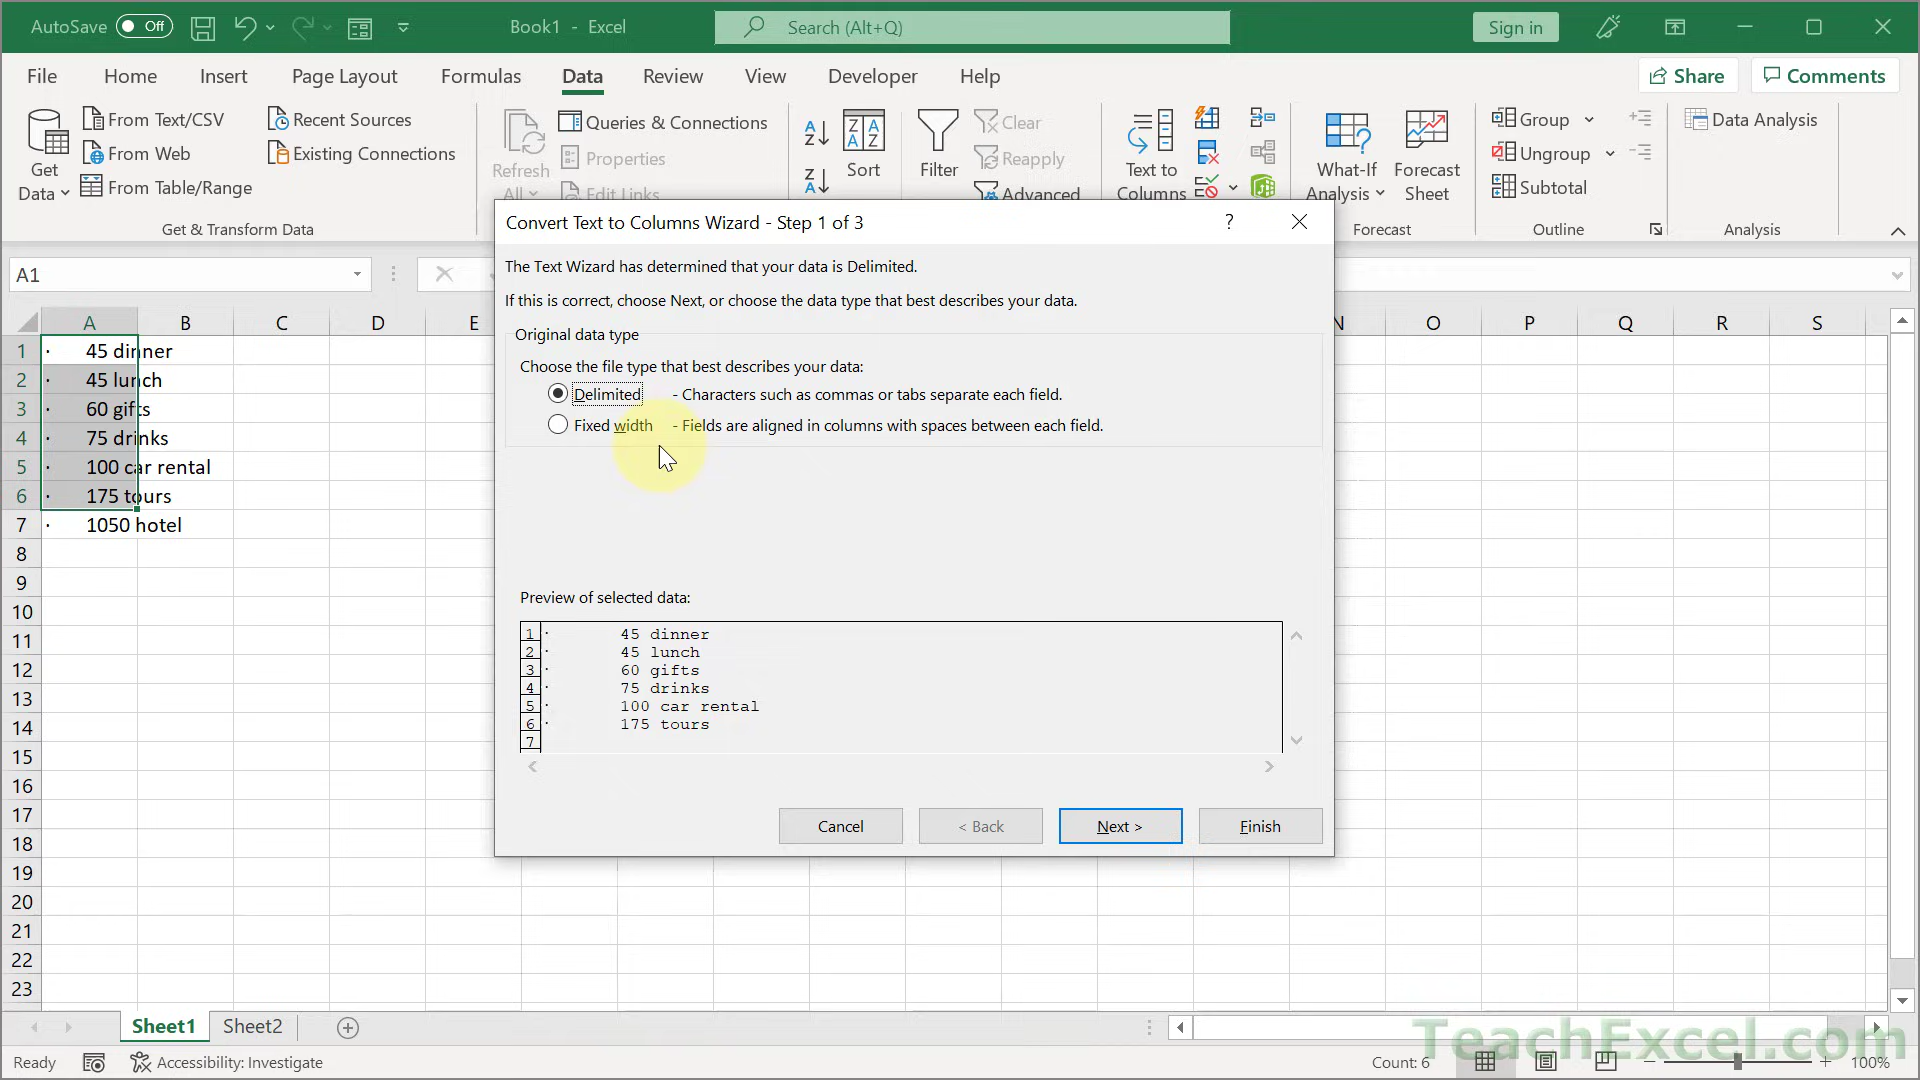 AutoSave Off Book1 - Excel Search (Alt+Q) Sign in
File Home Insert Page Layout Formulas Data Review View Developer Help Share Comments
Get Data
From Text/CSV
From Web
From Table/Range
Recent Sources
Existing Connections
Get & Transform Data
Refresh All
Queries & Connections
Properties
Edit Links
Sort
Filter
Clear
Reapply
Advanced
Text to Columns
What-If Analysis
Forecast Sheet
Forecast
Group
Ungroup
Subtotal
Outline
Data Analysis
Analysis
A1
A B C D E N O P Q R S
1 · 45 dinner
2 · 45 lunch
3 · 60 gifts
4 · 75 drinks
5 · 100 car rental
6 · 175 tours
7 · 1050 hotel
8
9
10
11
12
13
14
15
16
17
18
19
20
21
22
23
Convert Text to Columns Wizard - Step 1 of 3 ?
The Text Wizard has determined that your data is Delimited.
If this is correct, choose Next, or choose the data type that best describes your data.
Original data type
Choose the file type that best describes your data:
Delimited - Characters such as commas or tabs separate each field.
Fixed width - Fields are aligned in columns with spaces between each field.
Preview of selected data:
1 · 45 dinner
2 · 45 lunch
3 · 60 gifts
4 · 75 drinks
5 · 100 car rental
6 · 175 tours
7
Cancel < Back Next > Finish
Sheet1 Sheet2
TeachExcel.com
Ready Accessibility: Investigate Count: 6 100%